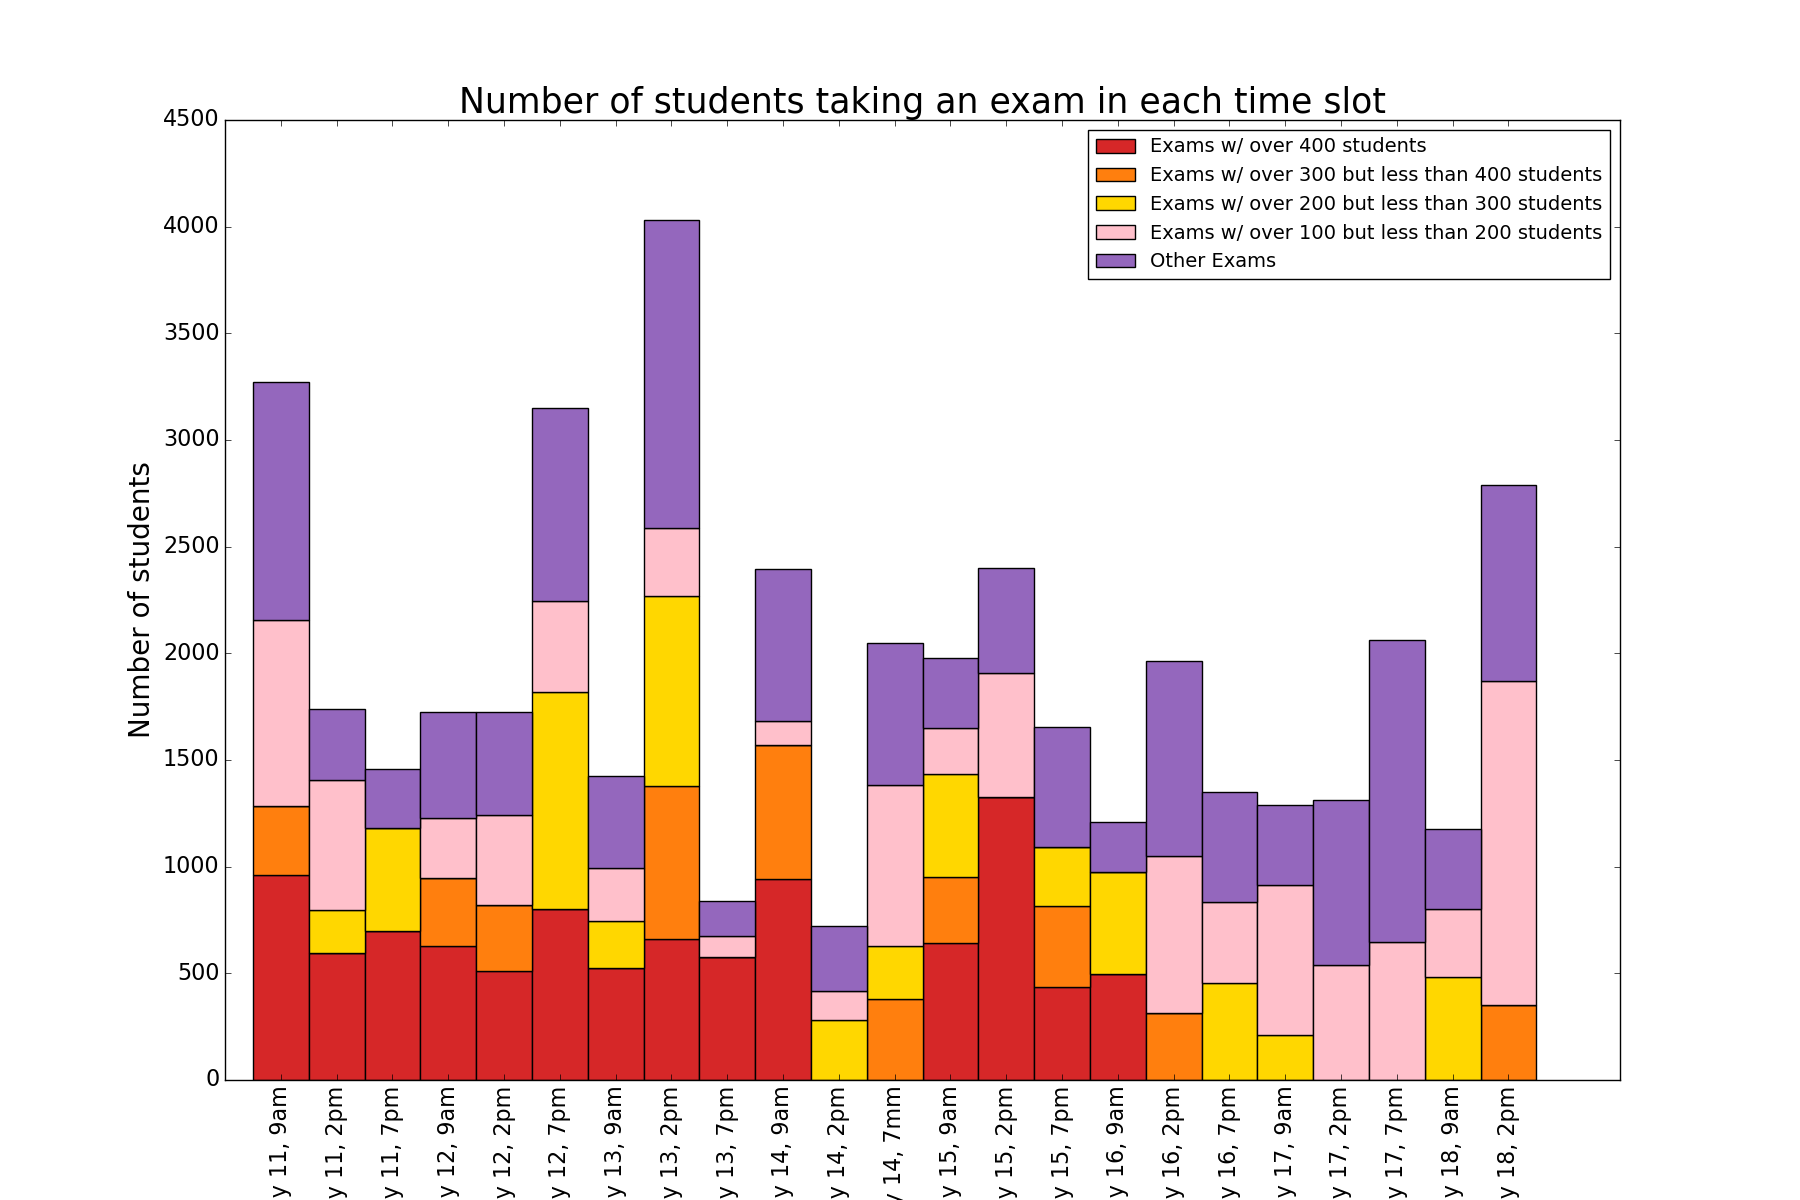 Number of students taking an exam in each time slot
4500
4000
3500
3000
2500
2000
1500
1000
500
0
Number of students
Exams w/ over 400 students
Exams w/ over 300 but less than 400 students
Exams w/ over 200 but less than 300 students
Exams w/ over 100 but less than 200 students
Other Exams
y 11, 9am
y 11, 2pm
y 11, 7pm
y 12, 9am
y 12, 2pm
y 12, 7pm
y 13, 9am
y 13, 2pm
y 13, 7pm
y 14, 9am
y 14, 2pm
y 14, 7mm
y 15, 9am
y 15, 2pm
y 15, 7pm
y 16, 9am
y 16, 2pm
y 16, 7pm
y 17, 9am
y 17, 2pm
y 17, 7pm
y 18, 9am
y 18, 2pm